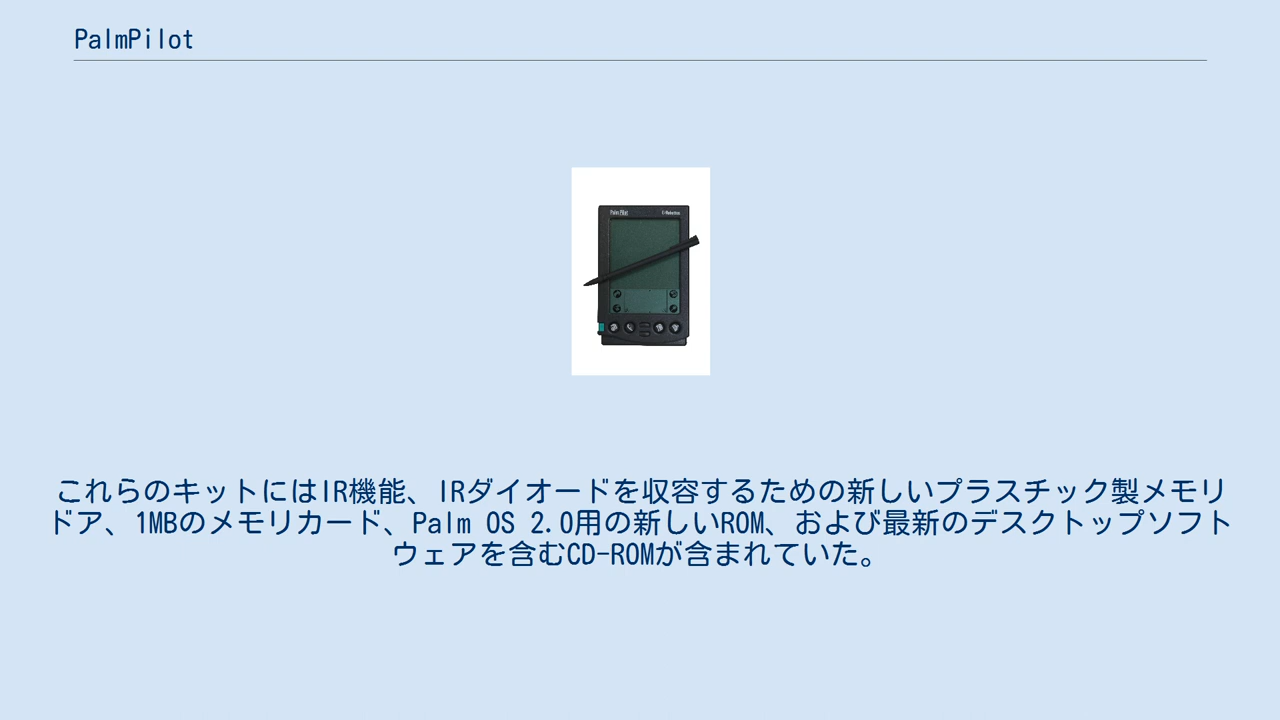 PalmPilot
Palm Pilot
これらのキットにはIR機能、IRダイオードを収容するための新しいプラスチック製メモリ
ドア、1MBのメモリカード、Palm OS 2.0用の新しいROM、および最新のデスクトップソフト
ウェアを含むCD-ROMが含まれていた。